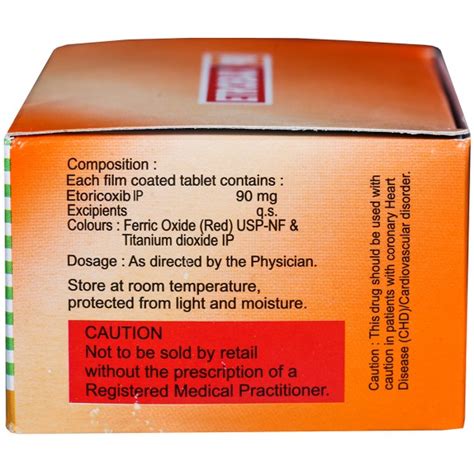 Composition :
Each film coated tablet contains :
Etoricoxib IP 90 mg
Excipients q.s.
Colours : Ferric Oxide (Red) USP-NF &
Titanium dioxide IP
Dosage : As directed by the Physician.
Store at room temperature,
protected from light and moisture.
CAUTION
Not to be sold by retail
without the prescription of a
Registered Medical Practitioner.
Caution : This drug should be used with
caution in patients with coronary Heart
Disease (CHD)/Cardiovascular disorder.